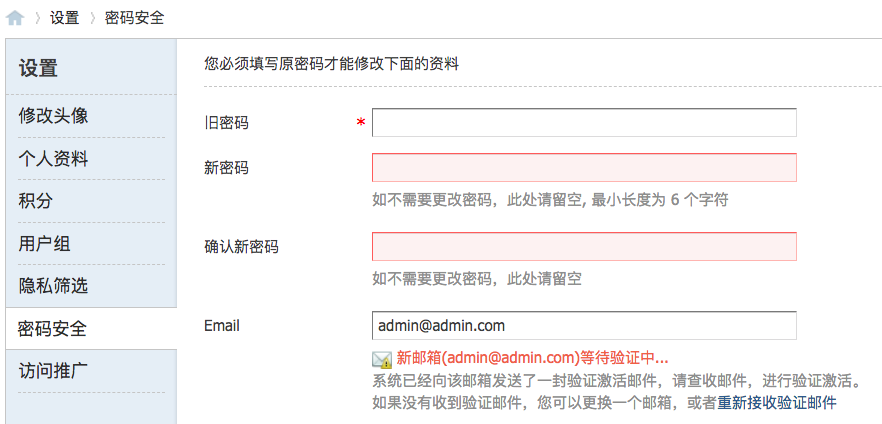 设置 密码安全
设置
修改头像
个人资料
积分
用户组
隐私筛选
密码安全
访问推广
您必须填写原密码才能修改下面的资料
旧密码 *
新密码
如不需要更改密码，此处请留空, 最小长度为 6 个字符
确认新密码
如不需要更改密码，此处请留空
Email admin@admin.com
新邮箱(admin@admin.com)等待验证中...
系统已经向该邮箱发送了一封验证激活邮件，请查收邮件，进行验证激活。
如果没有收到验证邮件，您可以更换一个邮箱，或者重新接收验证邮件